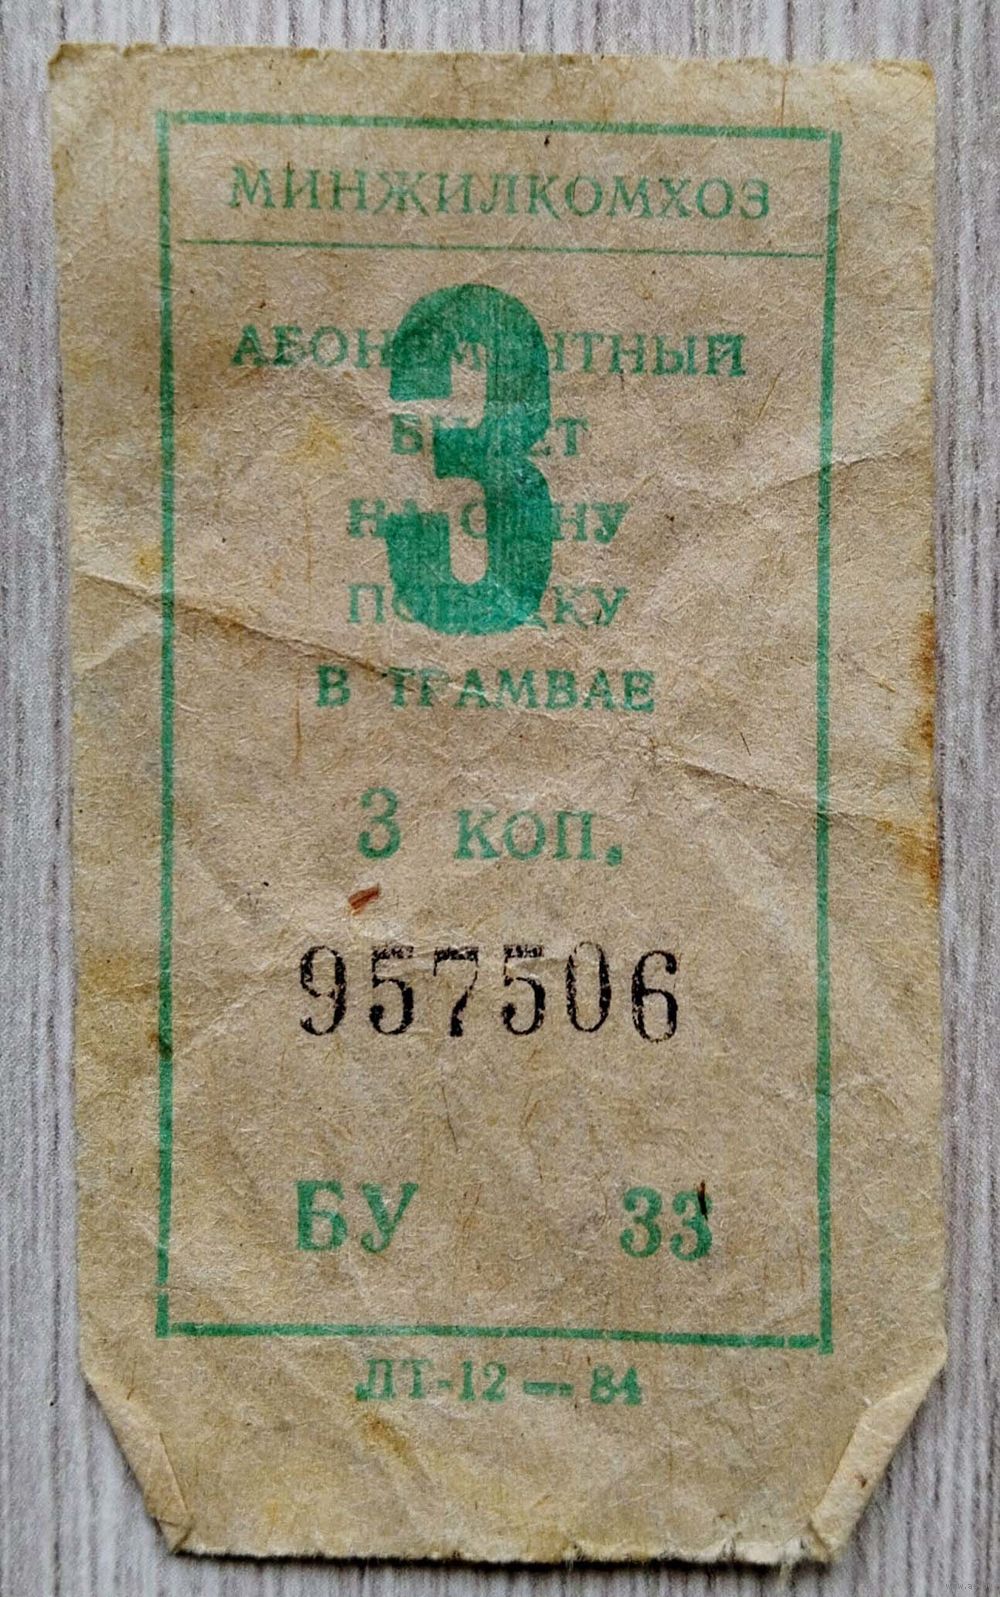 МИНЖИЛКОМХОЗ
3
АБОНЕМЕНТНЫЙ
БИЛЕТ
НА ОДНУ
ПОЕЗДКУ
В ТРАМВАЕ
3 КОП.
957506
БУ 33
ЛТ-12 — 84